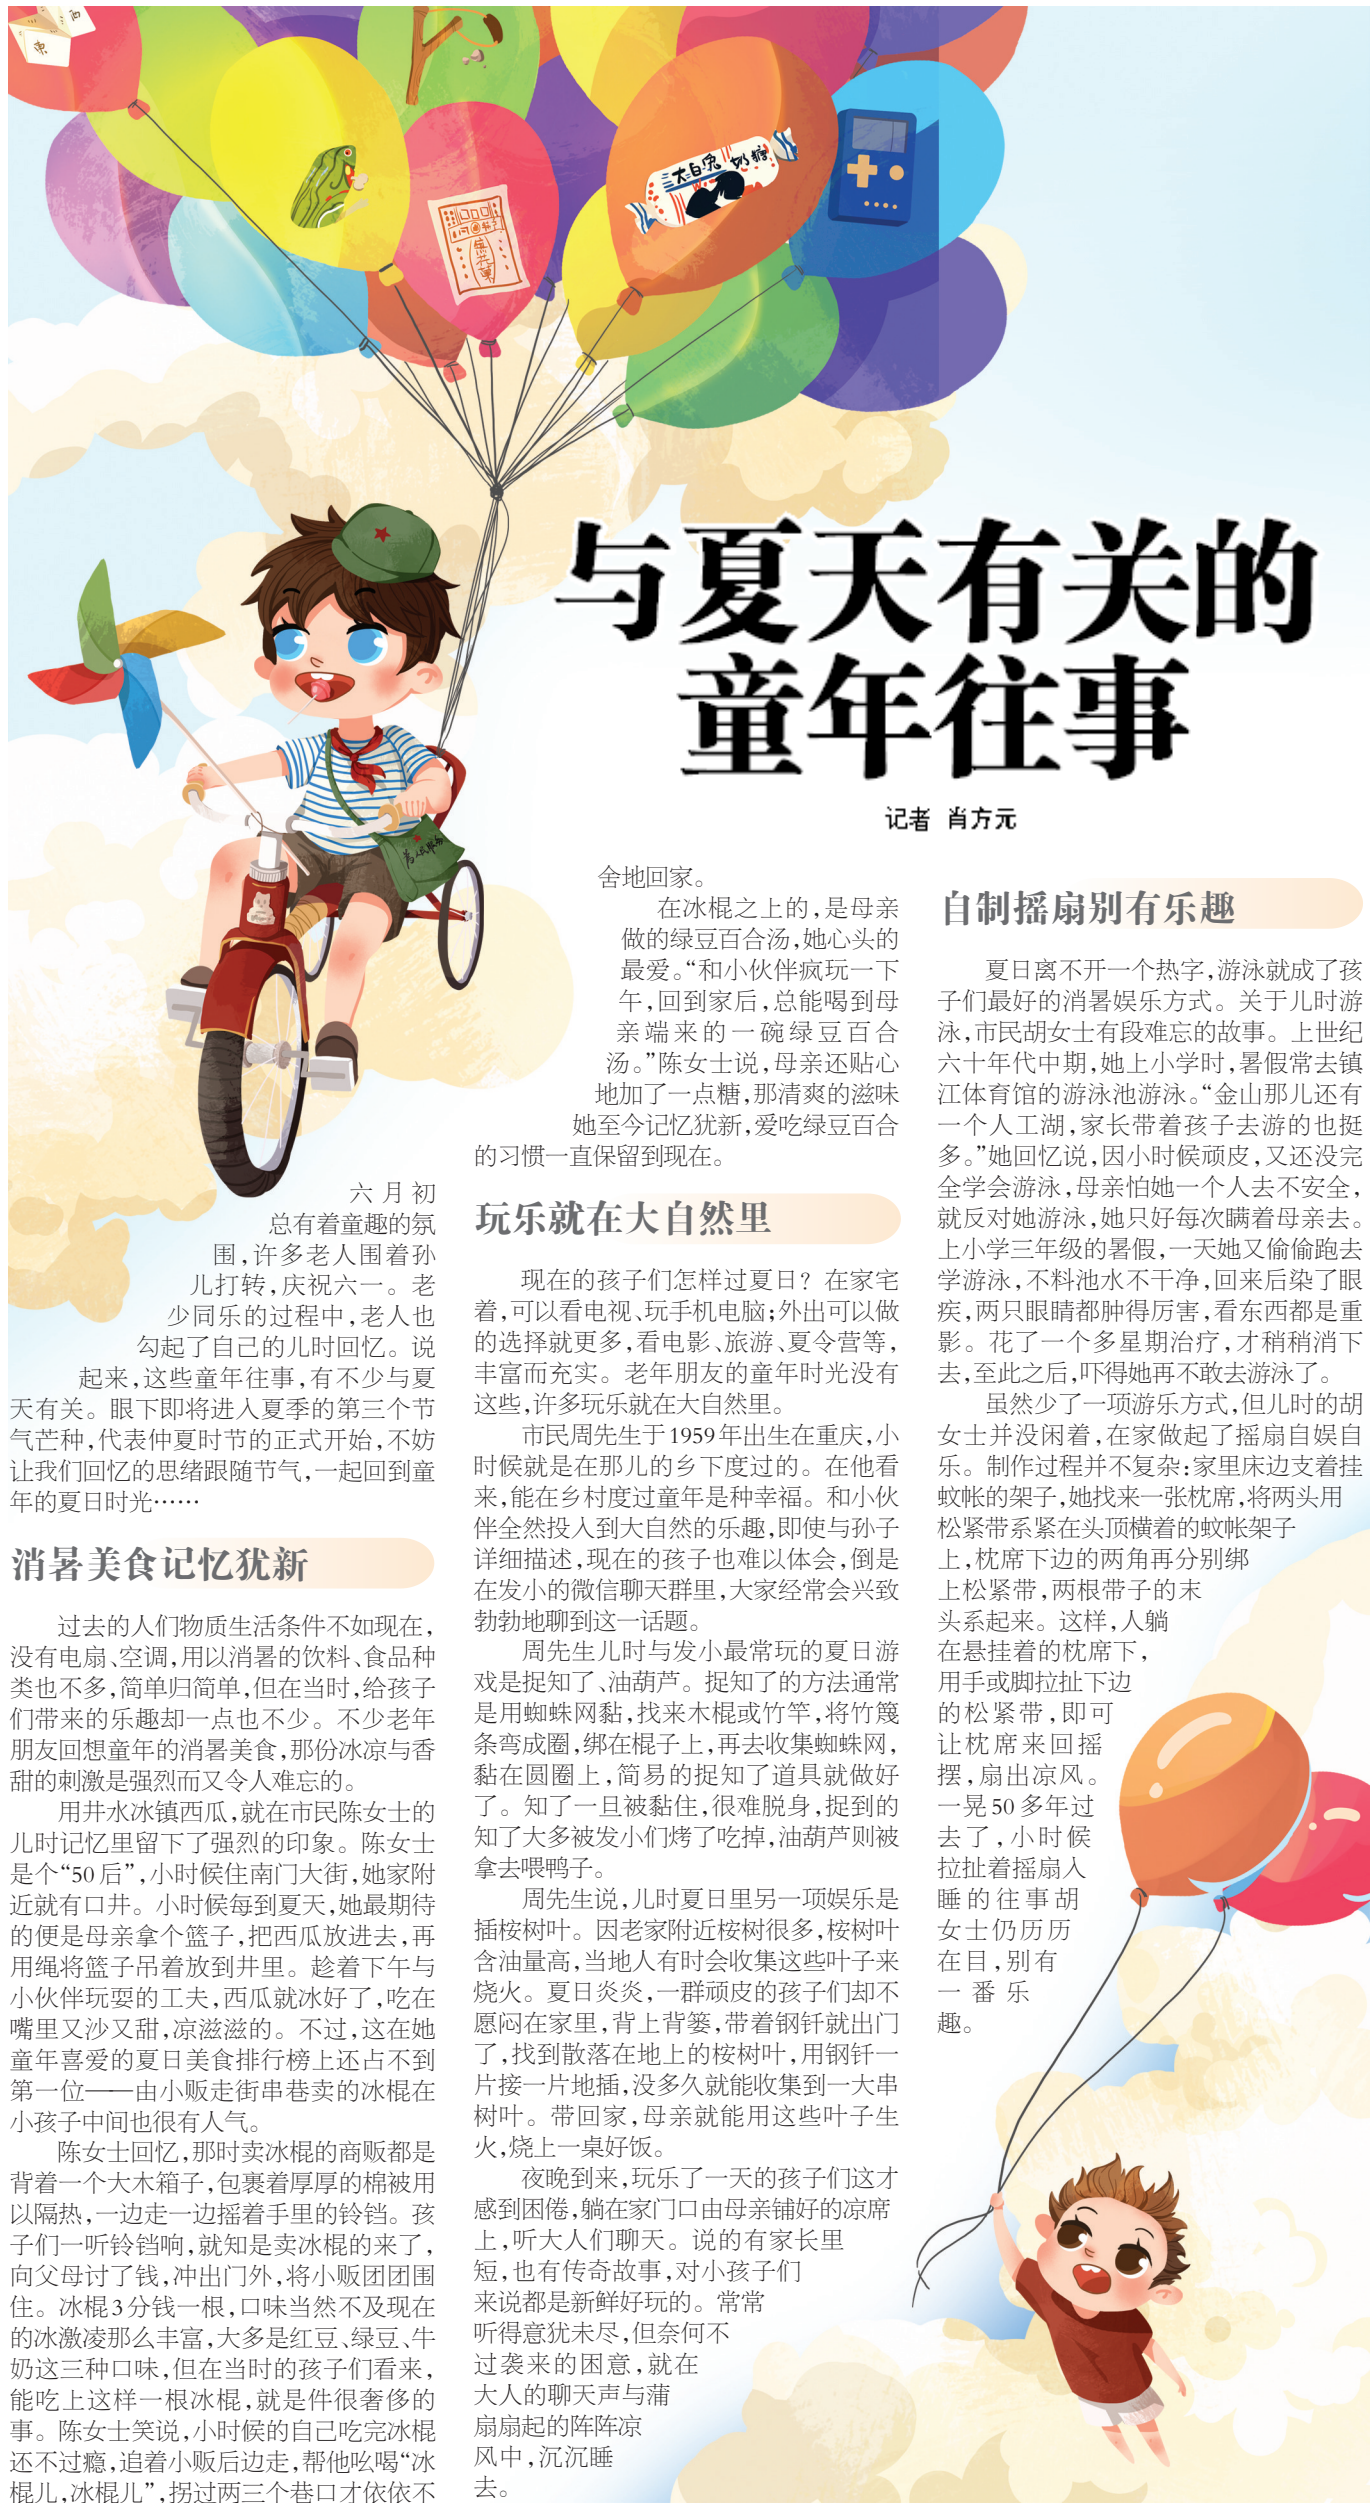 東
西
大白兔 奶糖
与夏天有关的
童年往事
记者 肖方元
为人民服务
六月初
总有着童趣的氛
围,许多老人围着孙
儿打转,庆祝六一。老
少同乐的过程中,老人也
勾起了自己的儿时回忆。说
起来,这些童年往事,有不少与夏
天有关。眼下即将进入夏季的第三个节
气芒种,代表仲夏时节的正式开始,不妨
让我们回忆的思绪跟随节气,一起回到童
年的夏日时光……
消暑美食记忆犹新
过去的人们物质生活条件不如现在,
没有电扇、空调,用以消暑的饮料、食品种
类也不多,简单归简单,但在当时,给孩子
们带来的乐趣却一点也不少。不少老年
朋友回想童年的消暑美食,那份冰凉与香
甜的刺激是强烈而又令人难忘的。
用井水冰镇西瓜,就在市民陈女士的
儿时记忆里留下了强烈的印象。陈女士
是个“50后”,小时候住南门大街,她家附
近就有口井。小时候每到夏天,她最期待
的便是母亲拿个篮子,把西瓜放进去,再
用绳将篮子吊着放到井里。趁着下午与
小伙伴玩耍的工夫,西瓜就冰好了,吃在
嘴里又沙又甜,凉滋滋的。不过,这在她
童年喜爱的夏日美食排行榜上还占不到
第一位——由小贩走街串巷卖的冰棍在
小孩子中间也很有人气。
陈女士回忆,那时卖冰棍的商贩都是
背着一个大木箱子,包裹着厚厚的棉被用
以隔热,一边走一边摇着手里的铃铛。孩
子们一听铃铛响,就知是卖冰棍的来了,
向父母讨了钱,冲出门外,将小贩团团围
住。冰棍3分钱一根,口味当然不及现在
的冰激凌那么丰富,大多是红豆、绿豆、牛
奶这三种口味,但在当时的孩子们看来,
能吃上这样一根冰棍,就是件很奢侈的
事。陈女士笑说,小时候的自己吃完冰棍
还不过瘾,追着小贩后边走,帮他吆喝“冰
棍儿,冰棍儿”,拐过两三个巷口才依依不
舍地回家。
在冰棍之上的,是母亲
做的绿豆百合汤,她心头的
最爱。“和小伙伴疯玩一下
午,回到家后,总能喝到母
亲端来的一碗绿豆百合
汤。”陈女士说,母亲还贴心
地加了一点糖,那清爽的滋味
她至今记忆犹新,爱吃绿豆百合
的习惯一直保留到现在。
玩乐就在大自然里
现在的孩子们怎样过夏日?在家宅
着,可以看电视、玩手机电脑;外出可以做
的选择就更多,看电影、旅游、夏令营等,
丰富而充实。老年朋友的童年时光没有
这些,许多玩乐就在大自然里。
市民周先生于1959年出生在重庆,小
时候就是在那儿的乡下度过的。在他看
来,能在乡村度过童年是种幸福。和小伙
伴全然投入到大自然的乐趣,即使与孙子
详细描述,现在的孩子也难以体会,倒是
在发小的微信聊天群里,大家经常会兴致
勃勃地聊到这一话题。
周先生儿时与发小最常玩的夏日游
戏是捉知了、油葫芦。捉知了的方法通常
是用蜘蛛网黏,找来木棍或竹竿,将竹篾
条弯成圈,绑在棍子上,再去收集蜘蛛网,
黏在圆圈上,简易的捉知了道具就做好
了。知了一旦被黏住,很难脱身,捉到的
知了大多被发小们烤了吃掉,油葫芦则被
拿去喂鸭子。
周先生说,儿时夏日里另一项娱乐是
插桉树叶。因老家附近桉树很多,桉树叶
含油量高,当地人有时会收集这些叶子来
烧火。夏日炎炎,一群顽皮的孩子们却不
愿闷在家里,背上背篓,带着钢钎就出门
了,找到散落在地上的桉树叶,用钢钎一
片接一片地插,没多久就能收集到一大串
树叶。带回家,母亲就能用这些叶子生
火,烧上一桌好饭。
夜晚到来,玩乐了一天的孩子们这才
感到困倦,躺在家门口由母亲铺好的凉席
上,听大人们聊天。说的有家长里
短,也有传奇故事,对小孩子们
来说都是新鲜好玩的。常常
听得意犹未尽,但奈何不
过袭来的困意,就在
大人的聊天声与蒲
扇扇起的阵阵凉
风中,沉沉睡
去。
自制摇扇别有乐趣
夏日离不开一个热字,游泳就成了孩
子们最好的消暑娱乐方式。关于儿时游
泳,市民胡女士有段难忘的故事。上世纪
六十年代中期,她上小学时,暑假常去镇
江体育馆的游泳池游泳。“金山那儿还有
一个人工湖,家长带着孩子去游的也挺
多。”她回忆说,因小时候顽皮,又还没完
全学会游泳,母亲怕她一个人去不安全,
就反对她游泳,她只好每次瞒着母亲去。
上小学三年级的暑假,一天她又偷偷跑去
学游泳,不料池水不干净,回来后染了眼
疾,两只眼睛都肿得厉害,看东西都是重
影。花了一个多星期治疗,才稍稍消下
去,至此之后,吓得她再不敢去游泳了。
虽然少了一项游乐方式,但儿时的胡
女士并没闲着,在家做起了摇扇自娱自
乐。制作过程并不复杂:家里床边支着挂
蚊帐的架子,她找来一张枕席,将两头用
松紧带系紧在头顶横着的蚊帐架子
上,枕席下边的两角再分别绑
上松紧带,两根带子的末
头系起来。这样,人躺
在悬挂着的枕席下,
用手或脚拉扯下边
的松紧带,即可
让枕席来回摇
摆,扇出凉风。
一晃50多年过
去了,小时候
拉扯着摇扇入
睡的往事胡
女士仍历历
在目,别有
一番乐
趣。